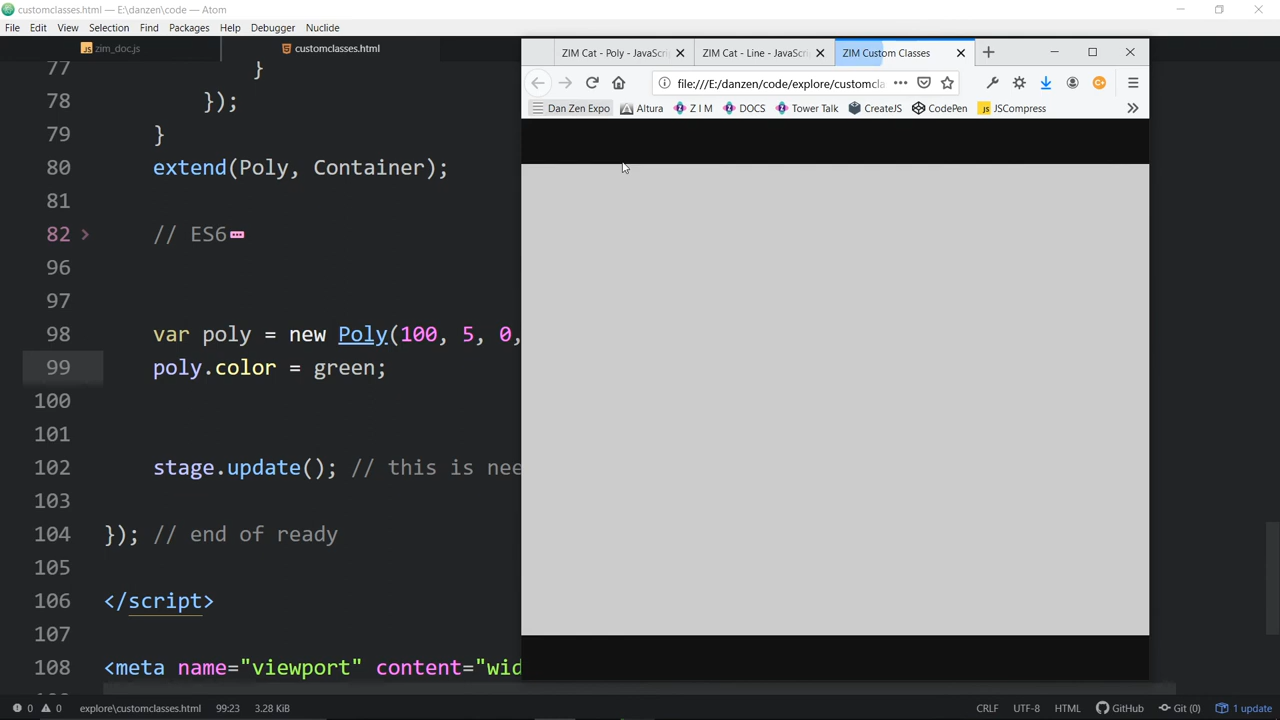 customclasses.html — E:\danzen\code — Atom
File Edit View Selection Find Packages Help Debugger Nuclide
zim_doc.js customclasses.html
ZIM Cat - Poly - JavaScri ZIM Cat - Line - JavaScri ZIM Custom Classes
file:///E:/danzen/code/explore/customcla
Dan Zen Expo Altura Z I M DOCS Tower Talk CreateJS CodePen JS JSCompress
77 }
78 });
79 }
80 extend(Poly, Container);
81
82 // ES6
96
97
98 var poly = new Poly(100, 5, 0,
99 poly.color = green;
100
101
102 stage.update(); // this is nee
103
104 }); // end of ready
105
106 </script>
107
108 <meta name="viewport" content="wid
0 0 explore\customclasses.html 99:23 3.28 KiB CRLF UTF-8 HTML GitHub Git (0) 1 update